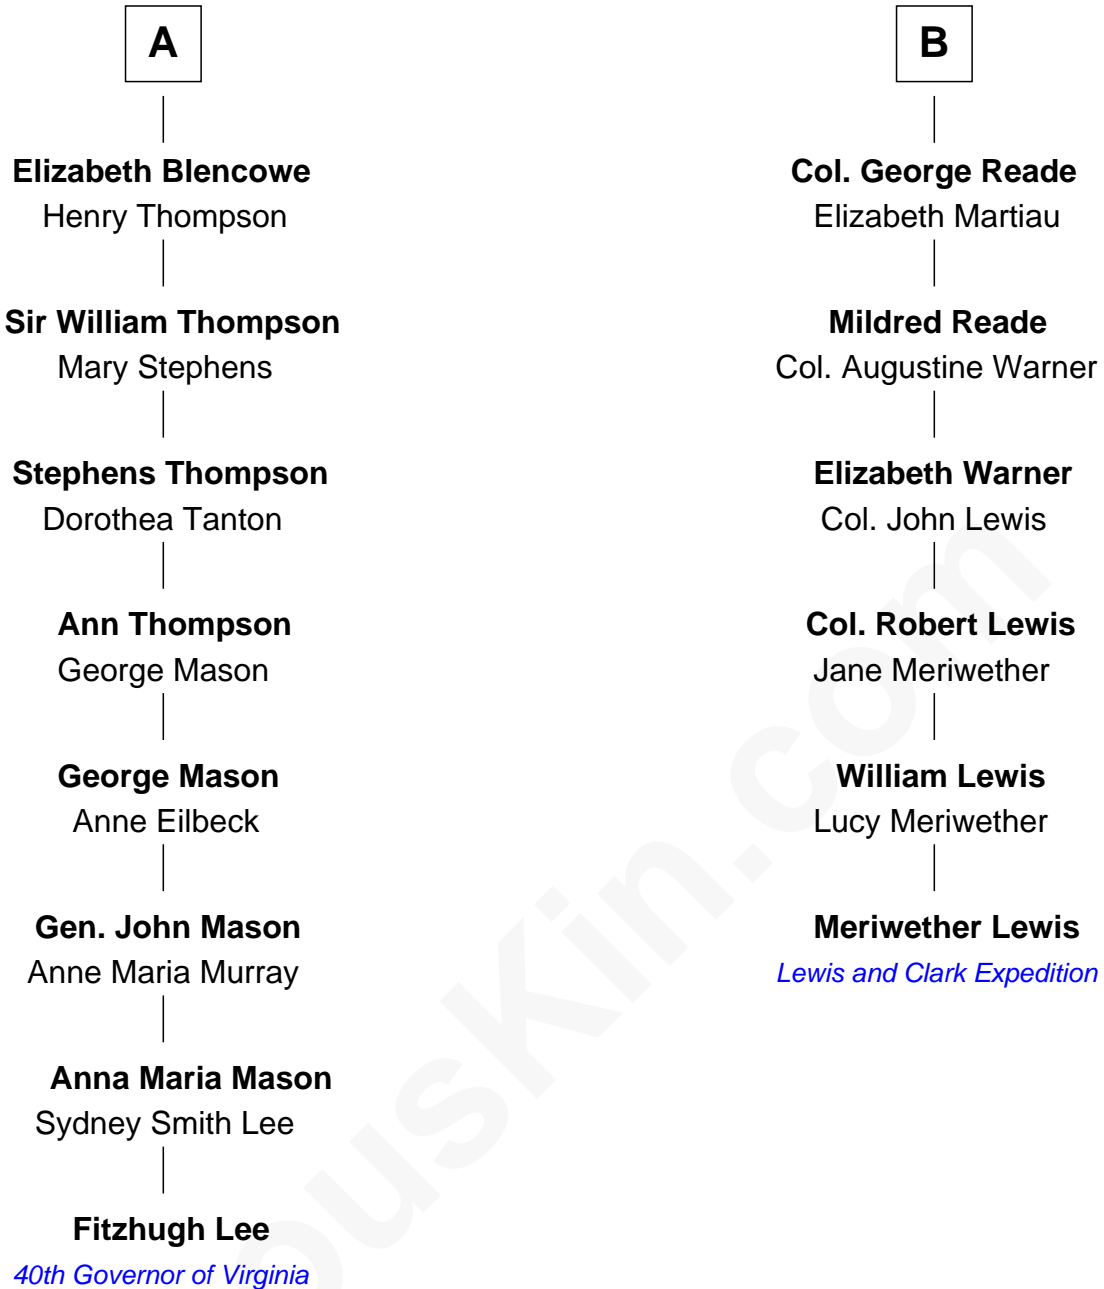 A
Elizabeth Blencowe
Henry Thompson
Sir William Thompson
Mary Stephens
Stephens Thompson
Dorothea Tanton
Ann Thompson
George Mason
George Mason
Anne Eilbeck
Gen. John Mason
Anne Maria Murray
Anna Maria Mason
Sydney Smith Lee
Fitzhugh Lee
40th Governor of Virginia
B
Col. George Reade
Elizabeth Martiau
Mildred Reade
Col. Augustine Warner
Elizabeth Warner
Col. John Lewis
Col. Robert Lewis
Jane Meriwether
William Lewis
Lucy Meriwether
Meriwether Lewis
Lewis and Clark Expedition
ouskin.com